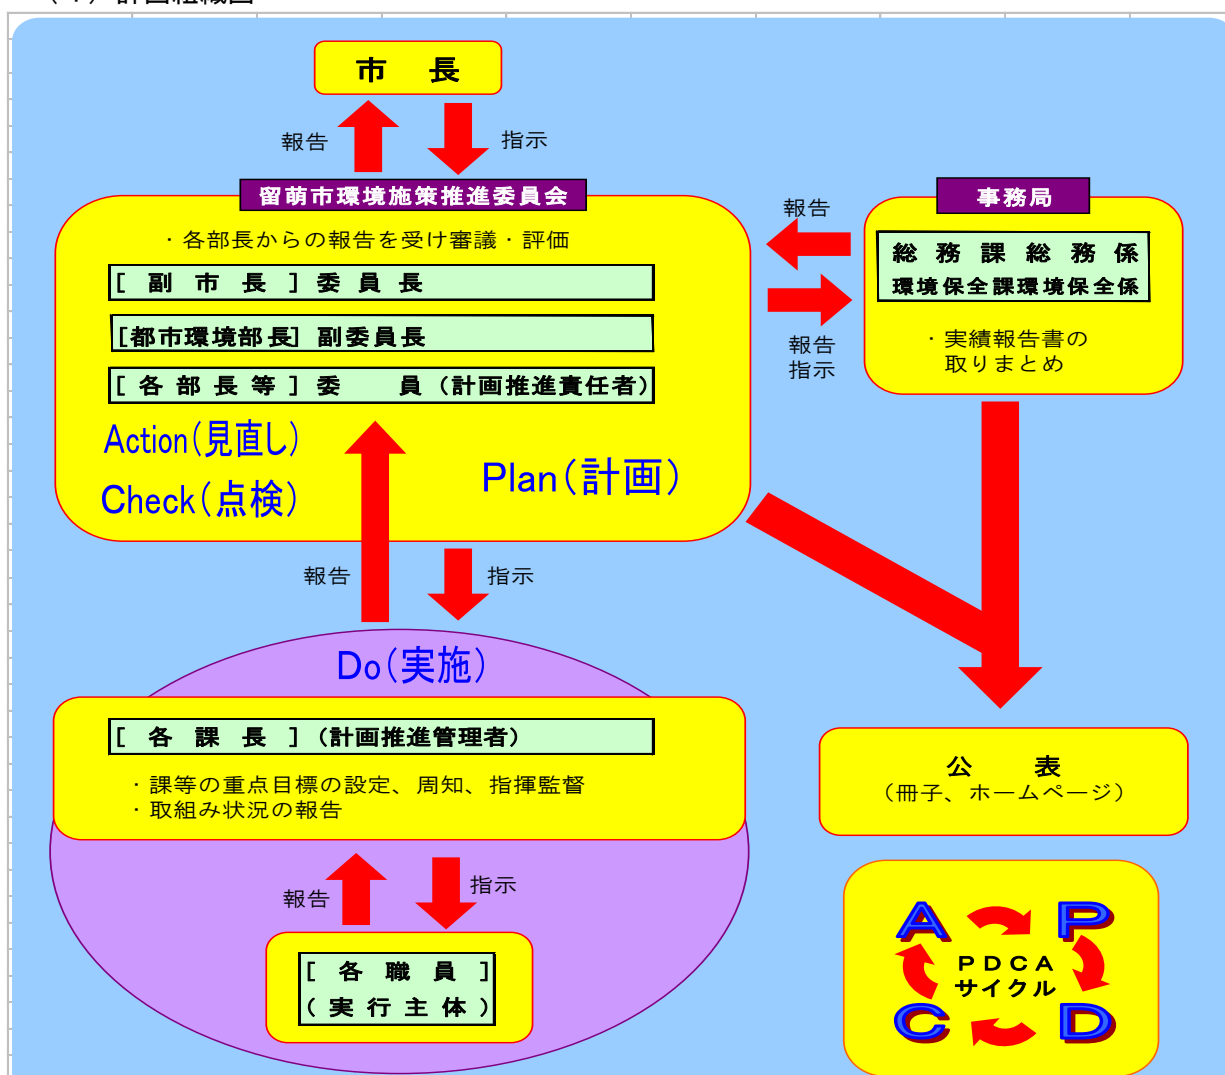 市 長
報告
指示
留萌市環境施策推進委員会
・各部長からの報告を受け審議・評価
[ 副 市 長 ] 委 員 長
[都市環境部長] 副委員長
[ 各 部 長 等 ] 委 員 (計画推進責任者)
Action(見直し)
Check(点検)
Plan(計画)
報告
報告
指示
事務局
総 務 課 総 務 係
環境保全課環境保全係
・実績報告書の
取りまとめ
報告
指示
Do(実施)
[ 各 課 長 ] (計画推進管理者)
・課等の重点目標の設定、周知、指揮監督
・取組み状況の報告
報告
指示
[ 各 職 員 ]
( 実 行 主 体 )
公 表
(冊子、ホームページ)
A P
PDCA
サイクル
C D